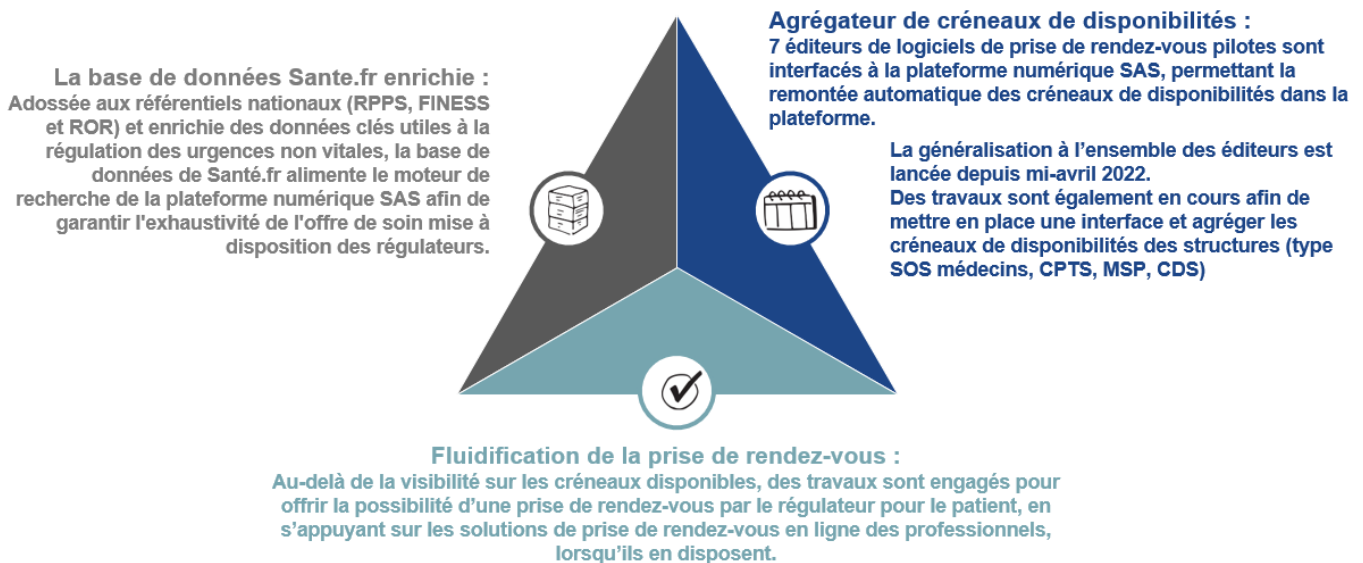 La base de données Sante.fr enrichie :
Adossée aux référentiels nationaux (RPPS, FINESS
et ROR) et enrichie des données clés utiles à la
régulation des urgences non vitales, la base de
données de Santé.fr alimente le moteur de
recherche de la plateforme numérique SAS afin de
garantir l'exhaustivité de l'offre de soin mise à
disposition des régulateurs.
Agrégateur de créneaux de disponibilités :
7 éditeurs de logiciels de prise de rendez-vous pilotes sont
interfacés à la plateforme numérique SAS, permettant la
remontée automatique des créneaux de disponibilités dans la
plateforme.
La généralisation à l’ensemble des éditeurs est
lancée depuis mi-avril 2022.
Des travaux sont également en cours afin de
mettre en place une interface et agréger les
créneaux de disponibilités des structures (type
SOS médecins, CPTS, MSP, CDS)
Fluidification de la prise de rendez-vous :
Au-delà de la visibilité sur les créneaux disponibles, des travaux sont engagés pour
offrir la possibilité d’une prise de rendez-vous par le régulateur pour le patient, en
s’appuyant sur les solutions de prise de rendez-vous en ligne des professionnels,
lorsqu’ils en disposent.